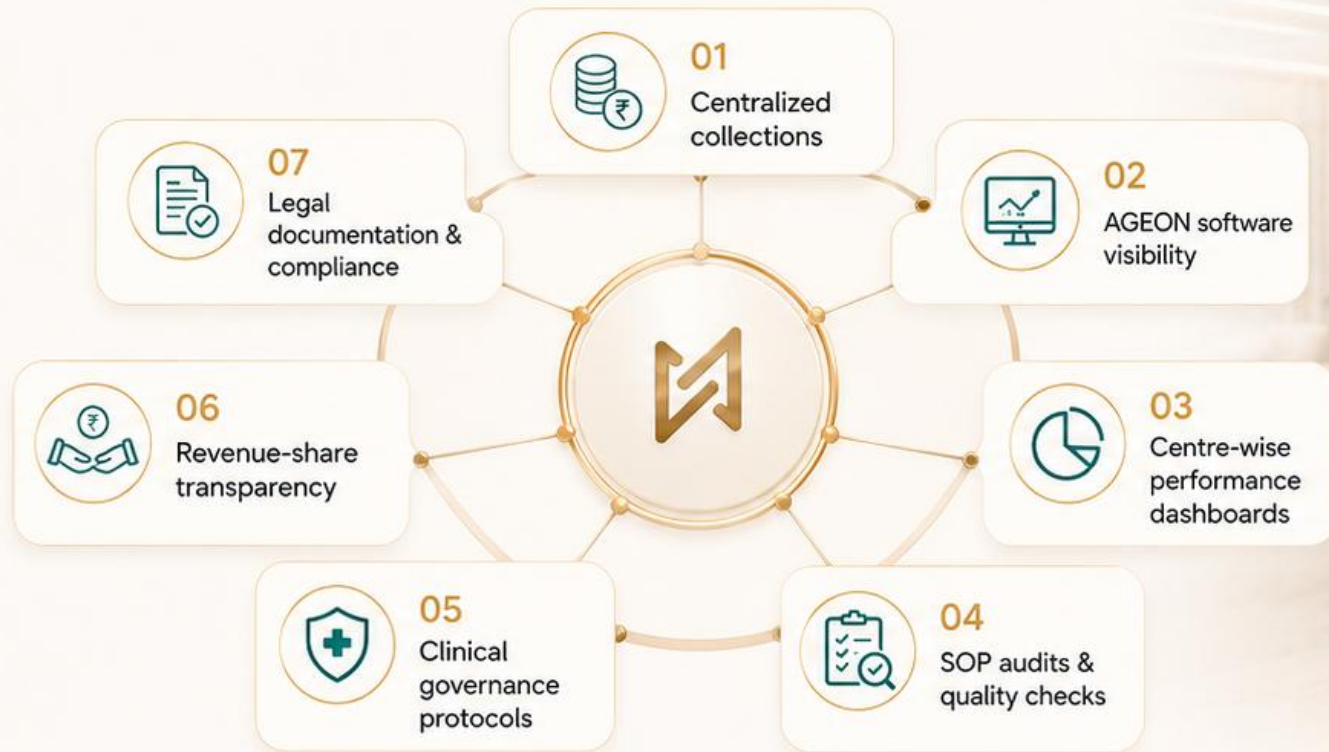 01
Centralized
collections
02
AGEON software
visibility
03
Centre-wise
performance
dashboards
04
SOP audits &
quality checks
05
Clinical
governance
protocols
06
₹
Revenue-share
transparency
07
Legal
documentation &
compliance
₹